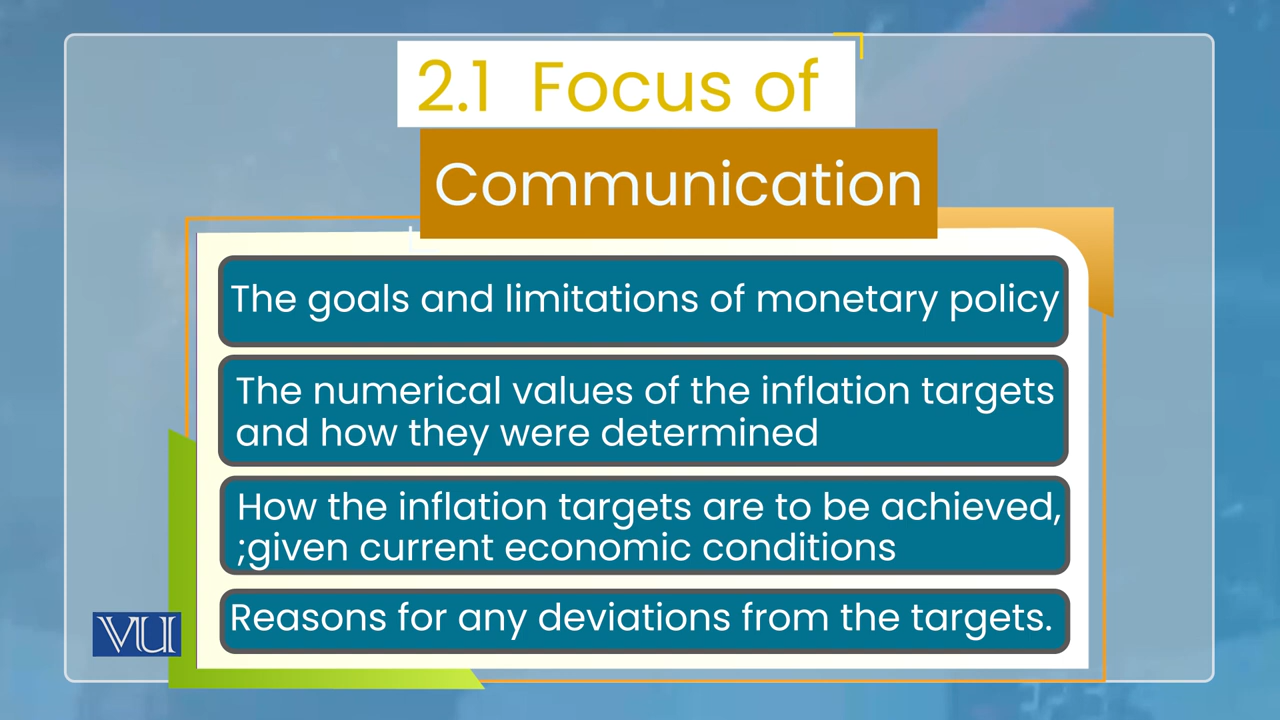 2.1 Focus of
Communication
The goals and limitations of monetary policy
The numerical values of the inflation targets
and how they were determined
How the inflation targets are to be achieved,
;given current economic conditions
Reasons for any deviations from the targets.
VU